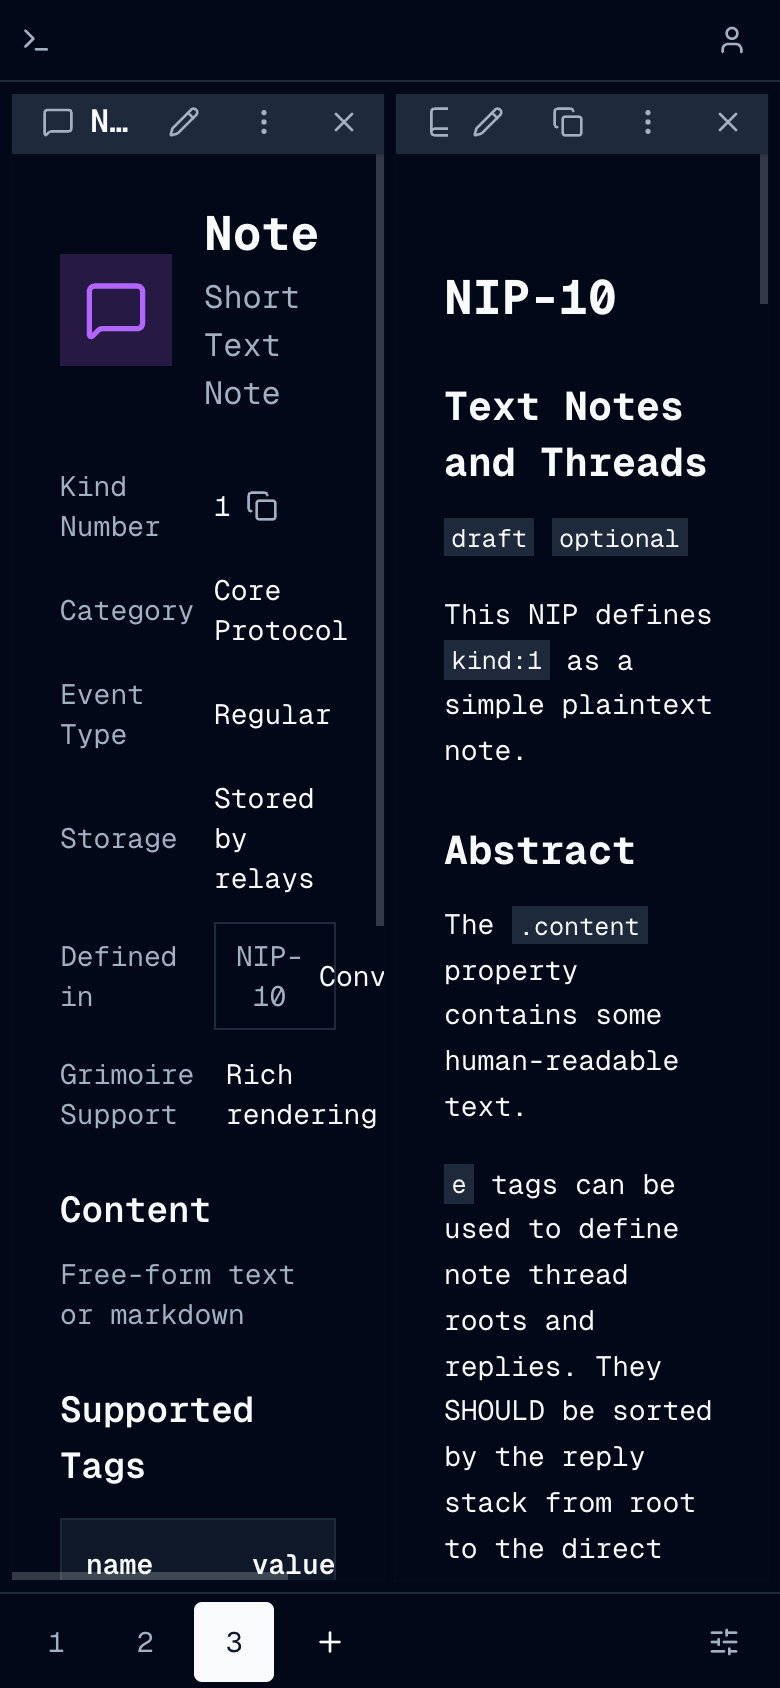 N…
Note
Short
Text
Note
Kind
Number
1
Category
Core
Protocol
Event
Type
Regular
Storage
Stored
by
relays
Defined
in
NIP-
10
Conv
Grimoire
Support
Rich
rendering
Content
Free-form text
or markdown
Supported
Tags
name value
NIP-10
Text Notes
and Threads
draft optional
This NIP defines
kind:1 as a
simple plaintext
note.
Abstract
The .content
property
contains some
human-readable
text.
e tags can be
used to define
note thread
roots and
replies. They
SHOULD be sorted
by the reply
stack from root
to the direct
1 2 3 +